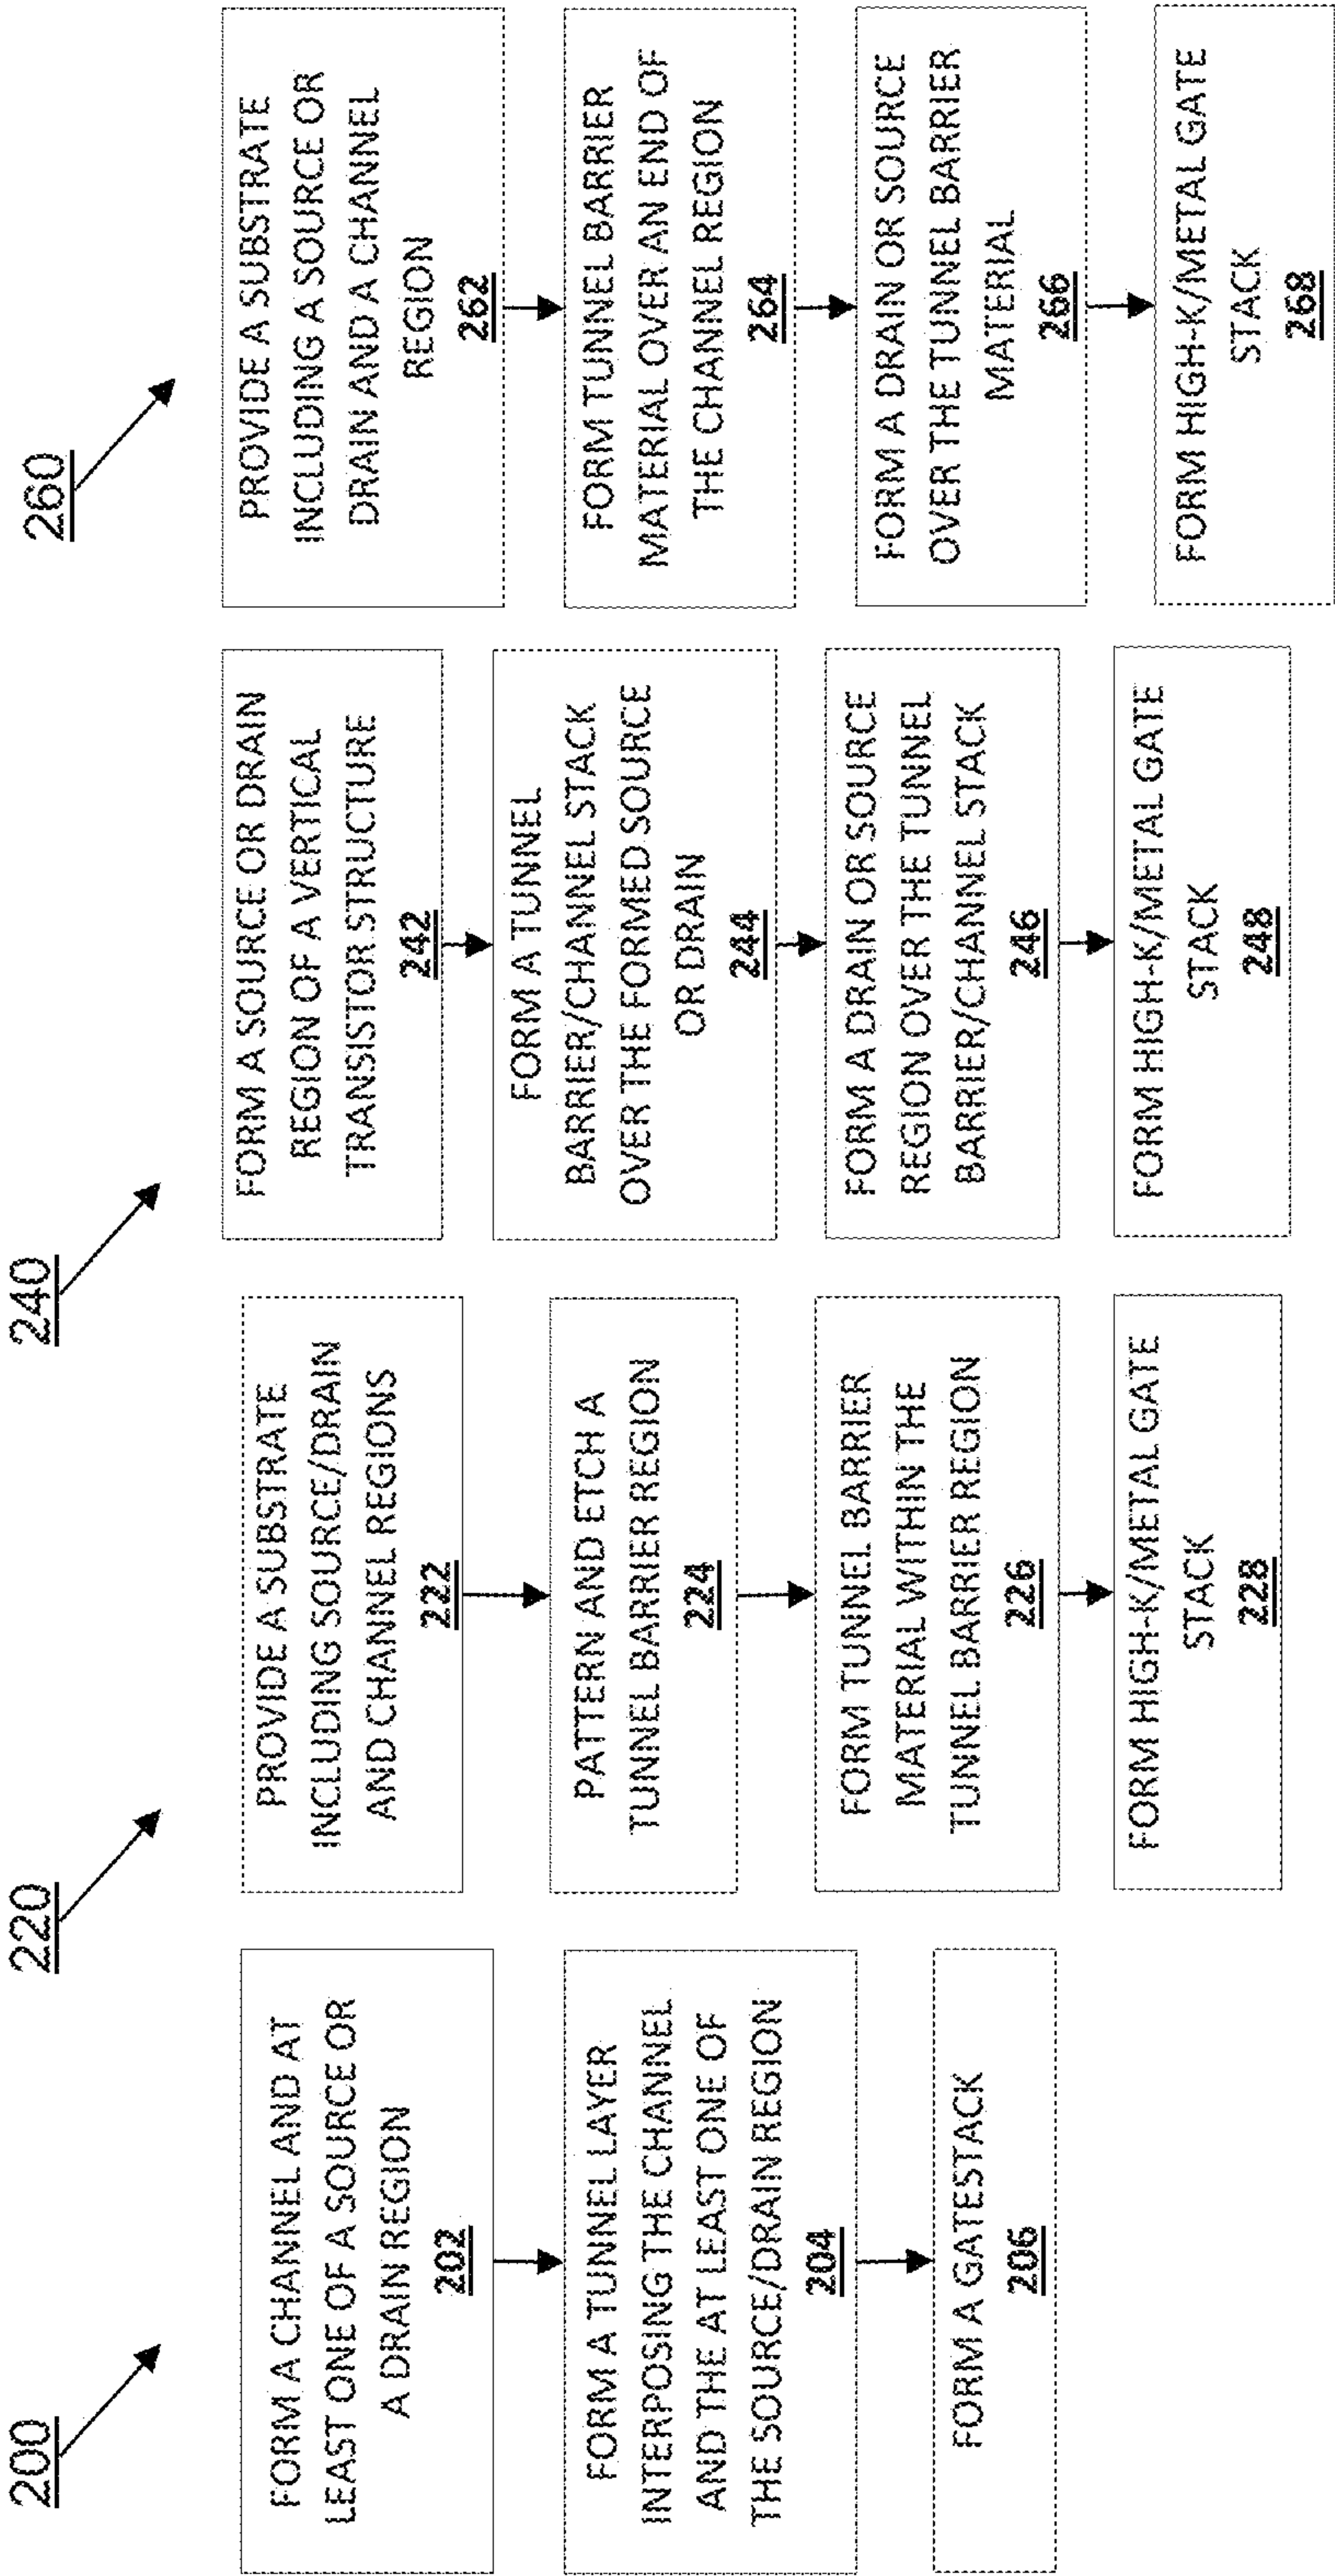 200
FORM A CHANNEL AND AT
LEAST ONE OF A SOURCE OR
A DRAIN REGION
202
FORM A TUNNEL LAYER
INTERPOSING THE CHANNEL
AND THE AT LEAST ONE OF
THE SOURCE/DRAIN REGION
204
FORM A GATESTACK
206
220
PROVIDE A SUBSTRATE
INCLUDING SOURCE/DRAIN
AND CHANNEL REGIONS
222
PATTERN AND ETCH A
TUNNEL BARRIER REGION
224
FORM TUNNEL BARRIER
MATERIAL WITHIN THE
TUNNEL BARRIER REGION
226
FORM HIGH-K/METAL GATE
STACK
228
240
FORM A SOURCE OR DRAIN
REGION OF A VERTICAL
TRANSISTOR STRUCTURE
242
FORM A TUNNEL
BARRIER/CHANNEL STACK
OVER THE FORMED SOURCE
OR DRAIN
244
FORM A DRAIN OR SOURCE
REGION OVER THE TUNNEL
BARRIER/CHANNEL STACK
246
FORM HIGH-K/METAL GATE
STACK
248
260
PROVIDE A SUBSTRATE
INCLUDING A SOURCE OR
DRAIN AND A CHANNEL
REGION
262
FORM TUNNEL BARRIER
MATERIAL OVER AN END OF
THE CHANNEL REGION
264
FORM A DRAIN OR SOURCE
OVER THE TUNNEL BARRIER
MATERIAL
266
FORM HIGH-K/METAL GATE
STACK
268